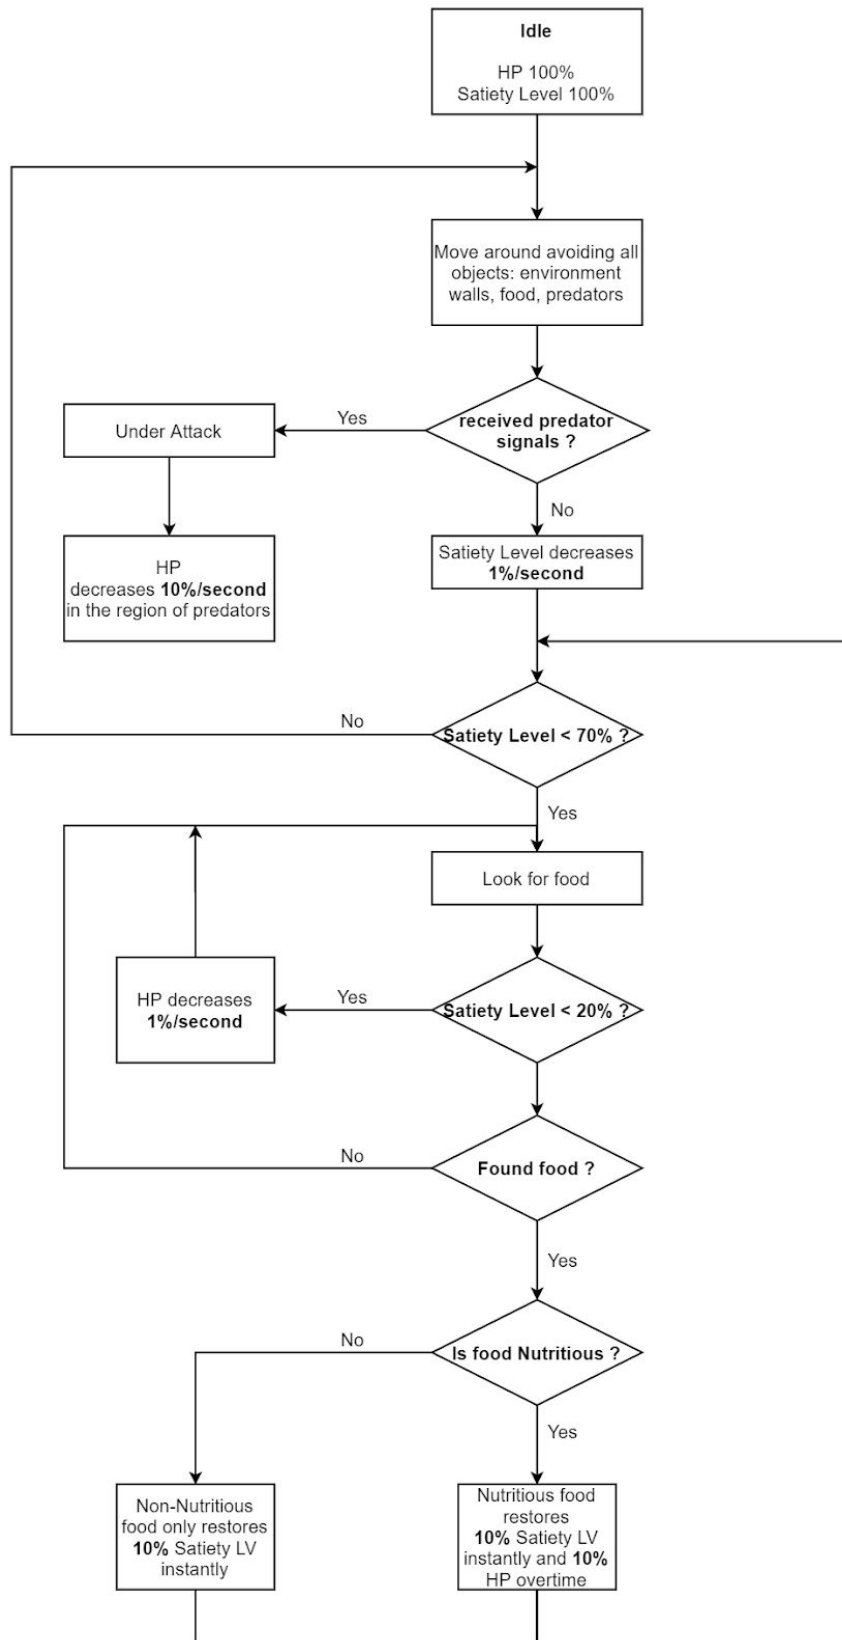 Idle
HP 100%
Satiety Level 100%
Move around avoiding all
objects: environment
walls, food, predators
received predator
signals ?
Yes
Under Attack
No
HP
decreases 10%/second
in the region of predators
Satiety Level decreases
1%/second
Satiety Level < 70% ?
No
Yes
Look for food
Satiety Level < 20% ?
Yes
HP decreases
1%/second
Found food ?
No
Yes
Is food Nutritious ?
No
Yes
Non-Nutritious
food only restores
10% Satiety LV
instantly
Nutritious food
restores
10% Satiety LV
instantly and 10%
HP overtime